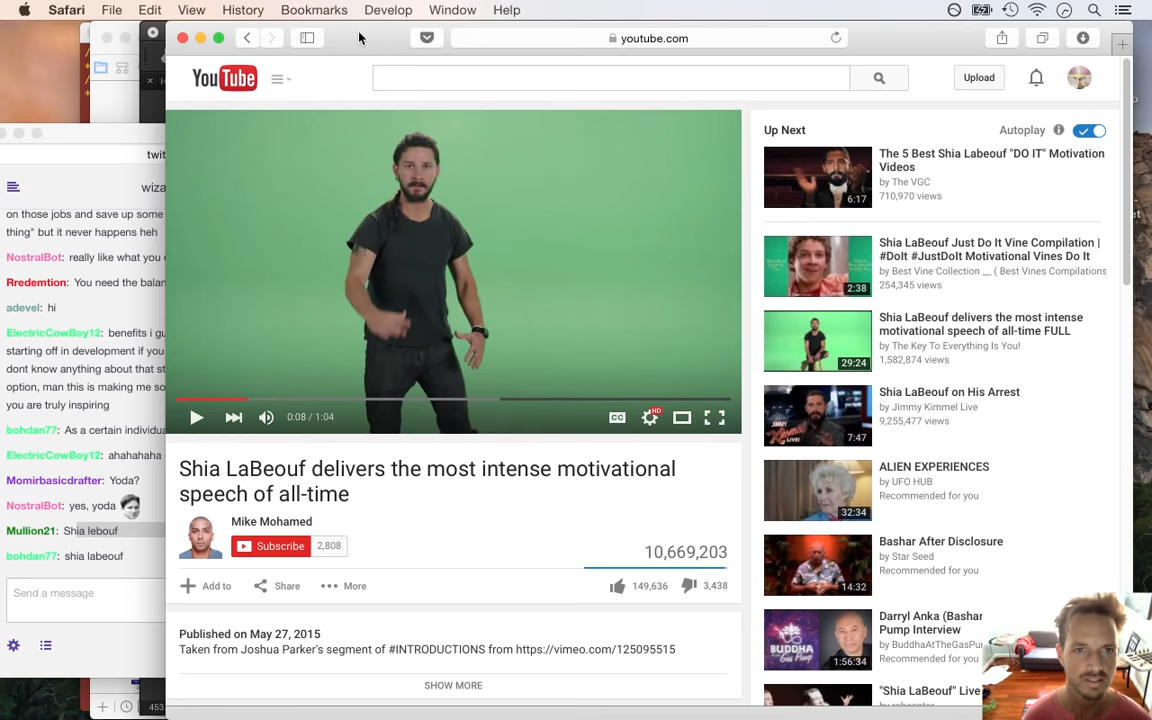 Safari File Edit View History Bookmarks Develop Window Help
youtube.com
YouTube
Upload
twit
wiza
on those jobs and save up some
thing" but it never happens heh
NostralBot: really like what you
Rredemtion: You need the balan
adevel: hi
ElectricCowBoy12: benefits i gu
starting off in development if you
dont know anything about that st
option, man this is making me so
you are truly inspiring
bohdan77: As a certain individua
ElectricCowBoy12: ahahahaha
Momirbasicdrafter: Yoda?
NostralBot: yes, yoda
Mullion21: Shia lebouf
bohdan77: shia labeouf
Send a message
453
0:08 / 1:04
CC
HD
Shia LaBeouf delivers the most intense motivational
speech of all-time
Mike Mohamed
Subscribe 2,808
10,669,203
Add to Share More
149,636 3,438
Published on May 27, 2015
Taken from Joshua Parker's segment of #INTRODUCTIONS from https://vimeo.com/125095515
SHOW MORE
Up Next
Autoplay
The 5 Best Shia Labeouf "DO IT" Motivation
Videos
by The VGC
710,970 views
6:17
Shia LaBeouf Just Do It Vine Compilation |
#DoIt #JustDoIt Motivational Vines Do It
by Best Vine Collection __ ( Best Vines Compilations
254,345 views
2:38
Shia LaBeouf delivers the most intense
motivational speech of all-time FULL
by The Key To Everything Is You!
1,582,874 views
29:24
Shia LaBeouf on His Arrest
by Jimmy Kimmel Live
9,255,477 views
7:47
ALIEN EXPERIENCES
by UFO HUB
Recommended for you
32:34
Bashar After Disclosure
by Star Seed
Recommended for you
14:32
Darryl Anka (Bashar
Pump Interview
by BuddhaAtTheGasPu
Recommended for you
BUDDHA
1:56:34
"Shia LaBeouf" Live